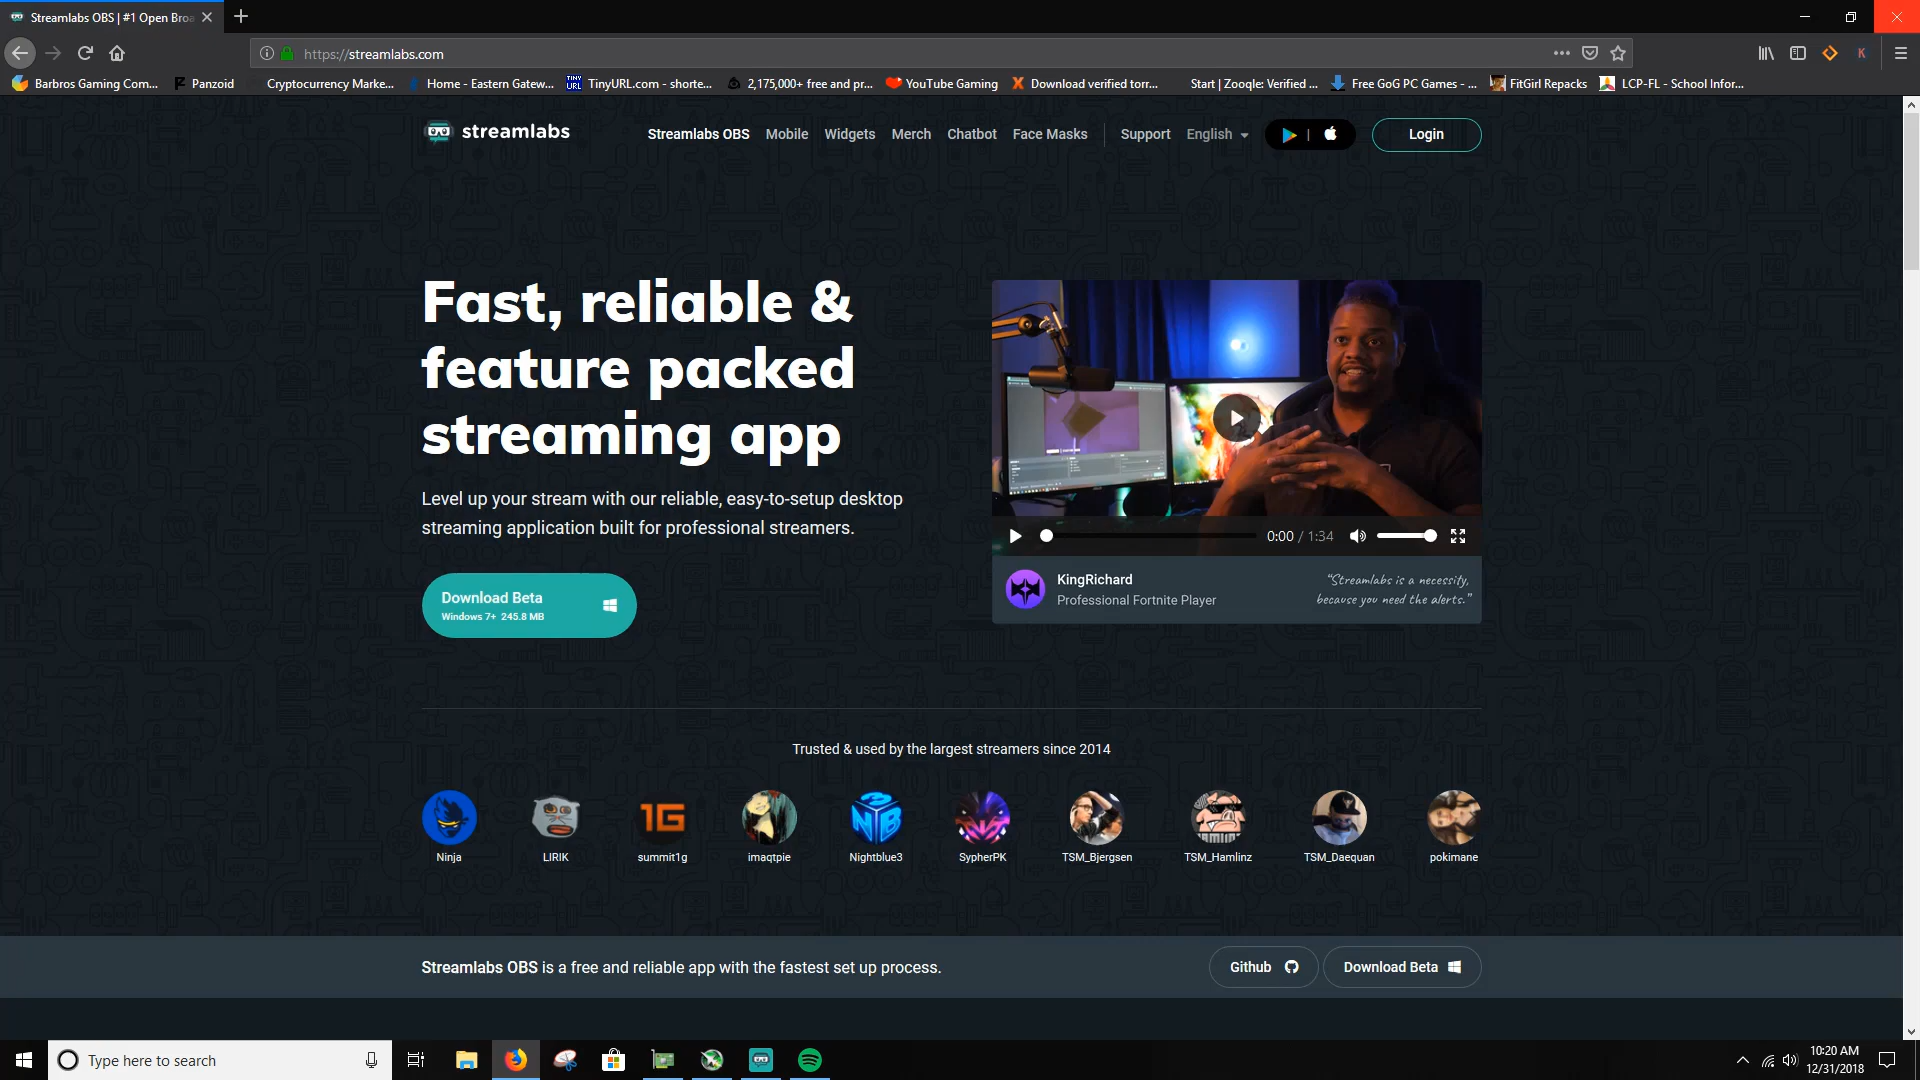 Streamlabs OBS | #1 Open Broa
https://streamlabs.com
Barbros Gaming Com...
Panzoid
Cryptocurrency Marke...
Home - Eastern Gatew...
TINY
URL
TinyURL.com - shorte...
2,175,000+ free and pr...
YouTube Gaming
Download verified torr...
Start | Zooqle: Verified ...
Free GoG PC Games - ...
FitGirl Repacks
LCP-FL - School Infor...
streamlabs
Streamlabs OBS
Mobile
Widgets
Merch
Chatbot
Face Masks
Support
English
Login
Fast, reliable &
feature packed
streaming app
Level up your stream with our reliable, easy-to-setup desktop
streaming application built for professional streamers.
Download Beta
Windows 7+ 245.8 MB
0:00 / 1:34
KingRichard
Professional Fortnite Player
“Streamlabs is a necessity,
because you need the alerts.”
Trusted & used by the largest streamers since 2014
1G
3
NB
Ninja
LIRIK
summit1g
imaqtpie
Nightblue3
SypherPK
TSM_Bjergsen
TSM_Hamlinz
TSM_Daequan
pokimane
Streamlabs OBS is a free and reliable app with the fastest set up process.
Github
Download Beta
Type here to search
10:20 AM
12/31/2018